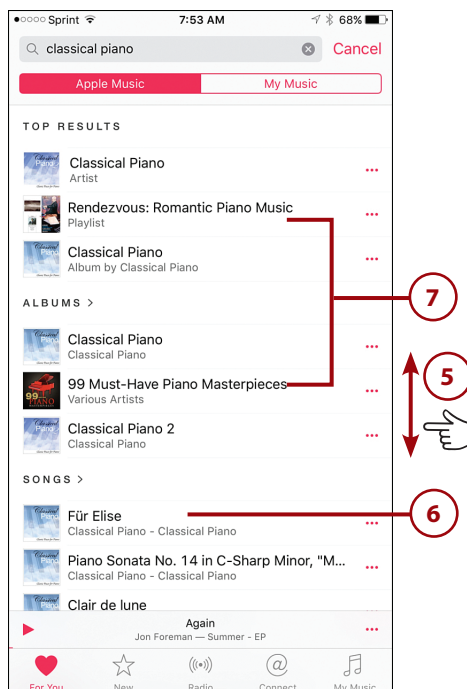 Sprint 7:53 AM 68%
classical piano Cancel
Apple Music My Music
TOP RESULTS
Classical Piano
Artist
Rendezvous: Romantic Piano Music
Playlist
Classical Piano
Album by Classical Piano
7
ALBUMS >
Classical Piano
Classical Piano
5
99 Must-Have Piano Masterpieces
Various Artists
Classical Piano 2
Classical Piano
SONGS >
6
Für Elise
Classical Piano - Classical Piano
Piano Sonata No. 14 in C-Sharp Minor, "M...
Classical Piano - Classical Piano
Clair de lune
Again
Jon Foreman — Summer - EP
For You New Radio Connect My Music